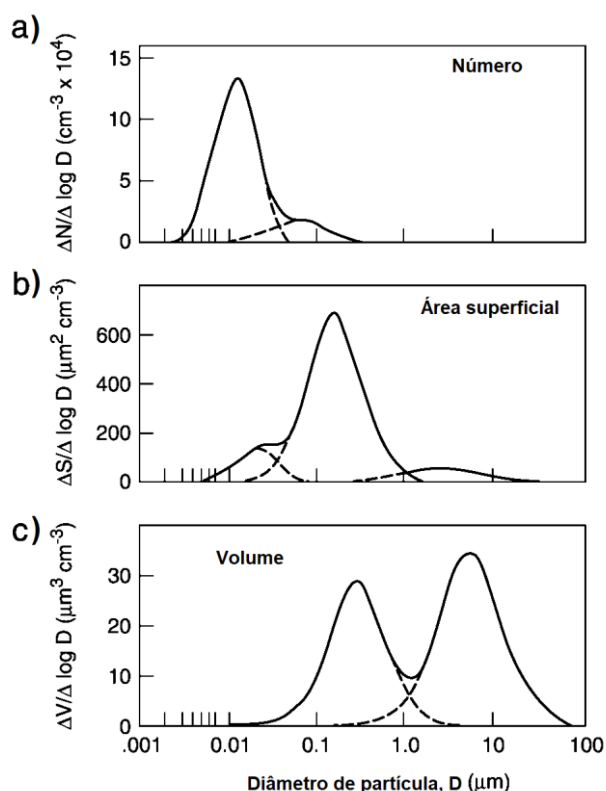 a)
Número
ΔN/Δ log D (cm⁻³ x 10⁴)
15
10
5
0
b)
Área superficial
ΔS/Δ log D (μm² cm⁻³)
600
400
200
0
c)
Volume
ΔV/Δ log D (μm³ cm⁻³)
30
20
10
0
.001 0.01 0.1 1.0 10 100
Diâmetro de partícula, D (μm)